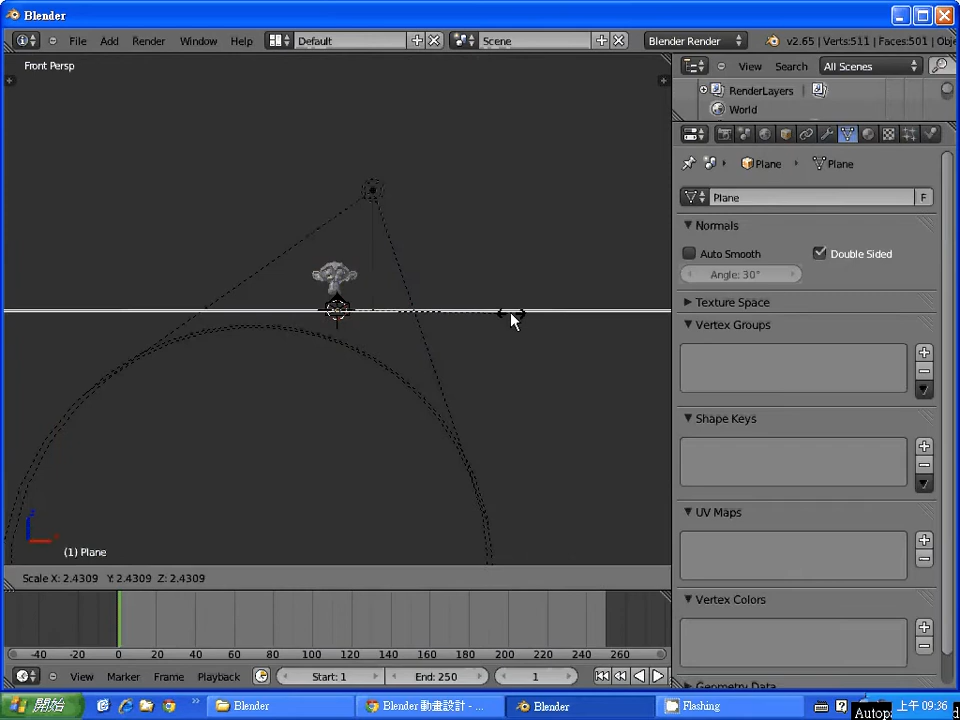 Blender
File Add Render Window Help Default Scene Blender Render v2.65 | Verts:511 | Faces:501 | Obje
Front Persp
View Search All Scenes
RenderLayers
World
Plane Plane
Plane F
Normals
Auto Smooth Double Sided
Angle: 30°
Texture Space
Vertex Groups
Shape Keys
UV Maps
(1) Plane
Scale X: 2.4309 Y: 2.4309 Z: 2.4309
Vertex Colors
-40 -20 0 20 40 60 80 100 120 140 160 180 200 220 240 260
View Marker Frame Playback Start: 1 End: 250 1
Geometry Data
開始 Blender Blender 動畫設計 - ... Blender Flashing 上午 09:36
Autop